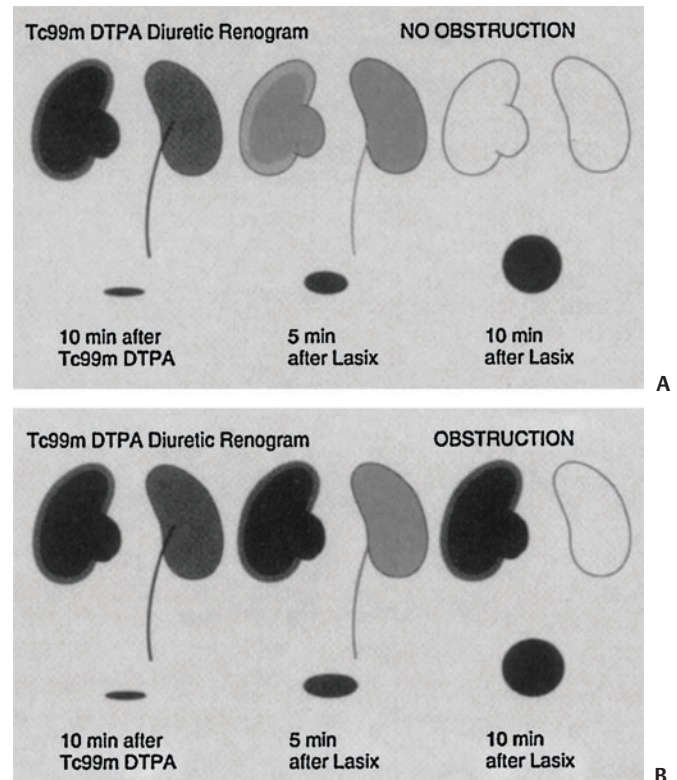 Tc99m DTPA Diuretic Renogram NO OBSTRUCTION
10 min after 5 min 10 min
Tc99m DTPA after Lasix after Lasix
A
Tc99m DTPA Diuretic Renogram OBSTRUCTION
10 min after 5 min 10 min
Tc99m DTPA after Lasix after Lasix
B